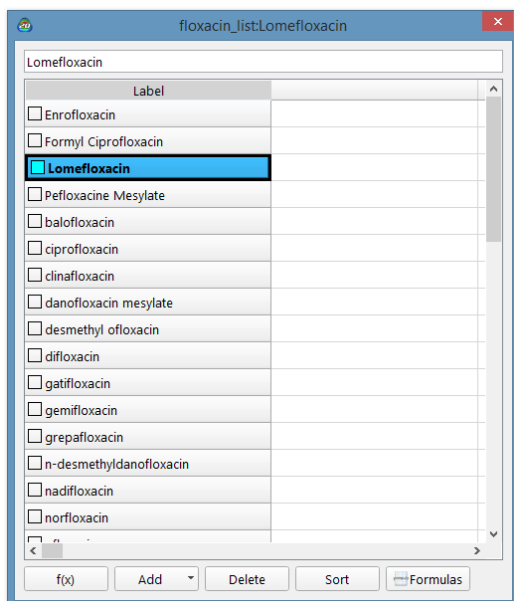 floxacin_list:Lomefloxacin
Lomefloxacin
Label
Enrofloxacin
Formyl Ciprofloxacin
Lomefloxacin
Pefloxacine Mesylate
balofloxacin
ciprofloxacin
clinafloxacin
danofloxacin mesylate
desmethyl ofloxacin
difloxacin
gatifloxacin
gemifloxacin
grepafloxacin
n-desmethyldanofloxacin
nadifloxacin
norfloxacin
f(x) Add Delete Sort Formulas